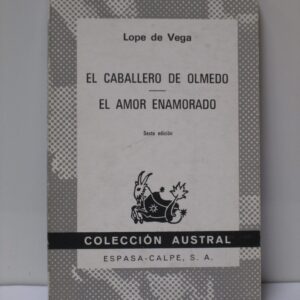 Lope de Vega
EL CABALLERO DE OLMEDO
EL AMOR ENAMORADO
Sexta edición
COLECCIÓN AUSTRAL
ESPASA-CALPE, S. A.